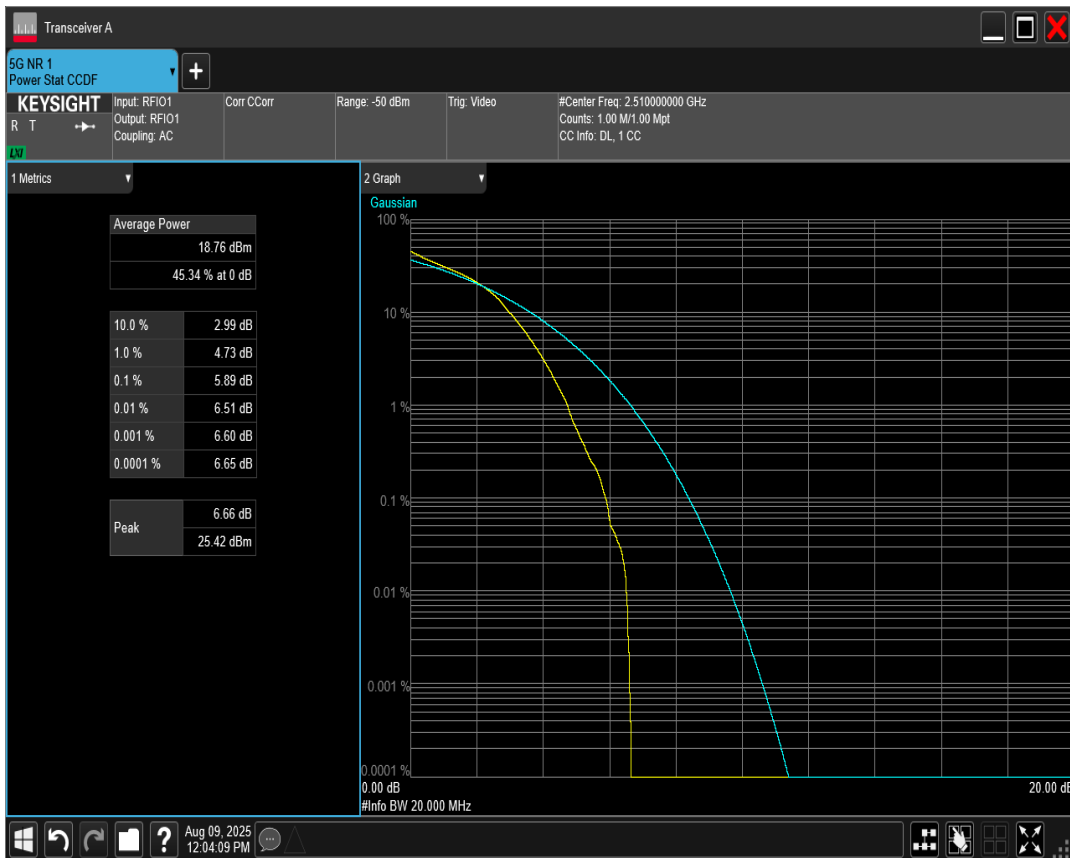 Transceiver A
5G NR 1
Power Stat CCDF
KEYSIGHT
R T
LXI
Input: RFIO1
Output: RFIO1
Coupling: AC
Corr CCorr
Range: -50 dBm
Trig: Video
#Center Freq: 2.510000000 GHz
Counts: 1.00 M/1.00 Mpt
CC Info: DL, 1 CC
1 Metrics
Average Power
18.76 dBm
45.34 % at 0 dB
10.0 % 2.99 dB
1.0 % 4.73 dB
0.1 % 5.89 dB
0.01 % 6.51 dB
0.001 % 6.60 dB
0.0001 % 6.65 dB
Peak
6.66 dB
25.42 dBm
2 Graph
Gaussian
100 %
10 %
1 %
0.1 %
0.01 %
0.001 %
0.0001 %
0.00 dB 20.00 dB
#Info BW 20.000 MHz
?
Aug 09, 2025
12:04:09 PM